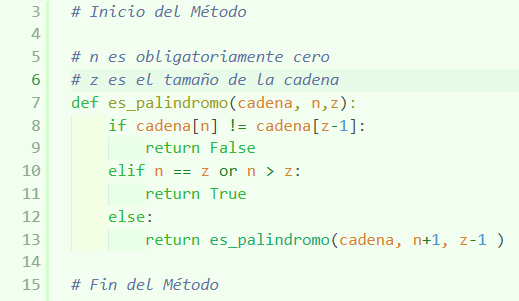 3 # Inicio del Método
4
5 # n es obligatoriamente cero
6 # z es el tamaño de la cadena
7 def es_palindromo(cadena, n,z):
8     if cadena[n] != cadena[z-1]:
9         return False
10     elif n == z or n > z:
11         return True
12     else:
13         return es_palindromo(cadena, n+1, z-1 )
14
15 # Fin del Método